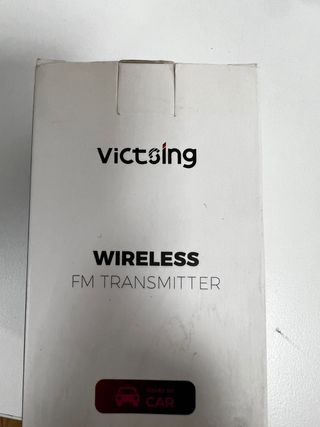 VicTsing
WIRELESS
FM TRANSMITTER
CAR